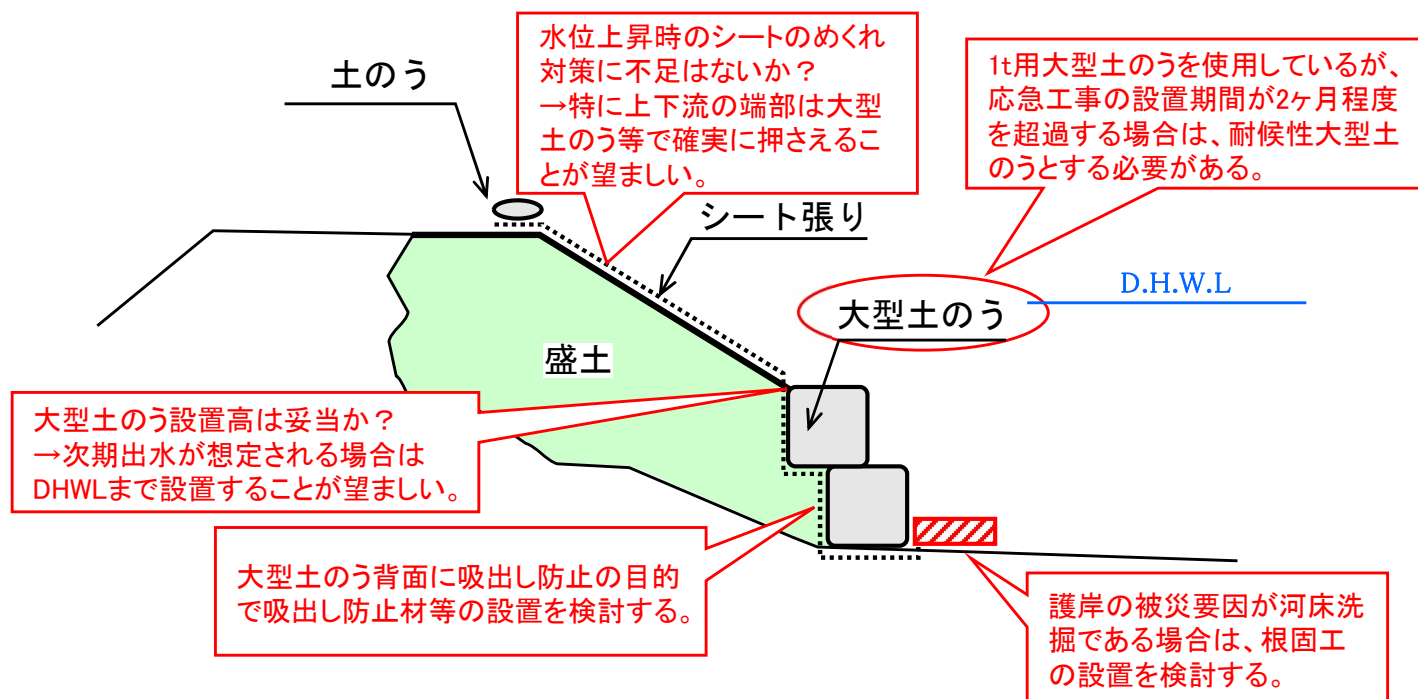 土のう
水位上昇時のシートのめくれ
対策に不足はないか？
→特に上下流の端部は大型
土のう等で確実に押さえるこ
とが望ましい。
1t用大型土のうを使用しているが、
応急工事の設置期間が2ヶ月程度
を超過する場合は、耐候性大型土
のうとする必要がある。
シート張り
D.H.W.L
大型土のう
盛土
大型土のう設置高は妥当か？
→次期出水が想定される場合は
DHWLまで設置することが望ましい。
大型土のう背面に吸出し防止の目的
で吸出し防止材等の設置を検討する。
護岸の被災要因が河床洗
掘である場合は、根固工
の設置を検討する。